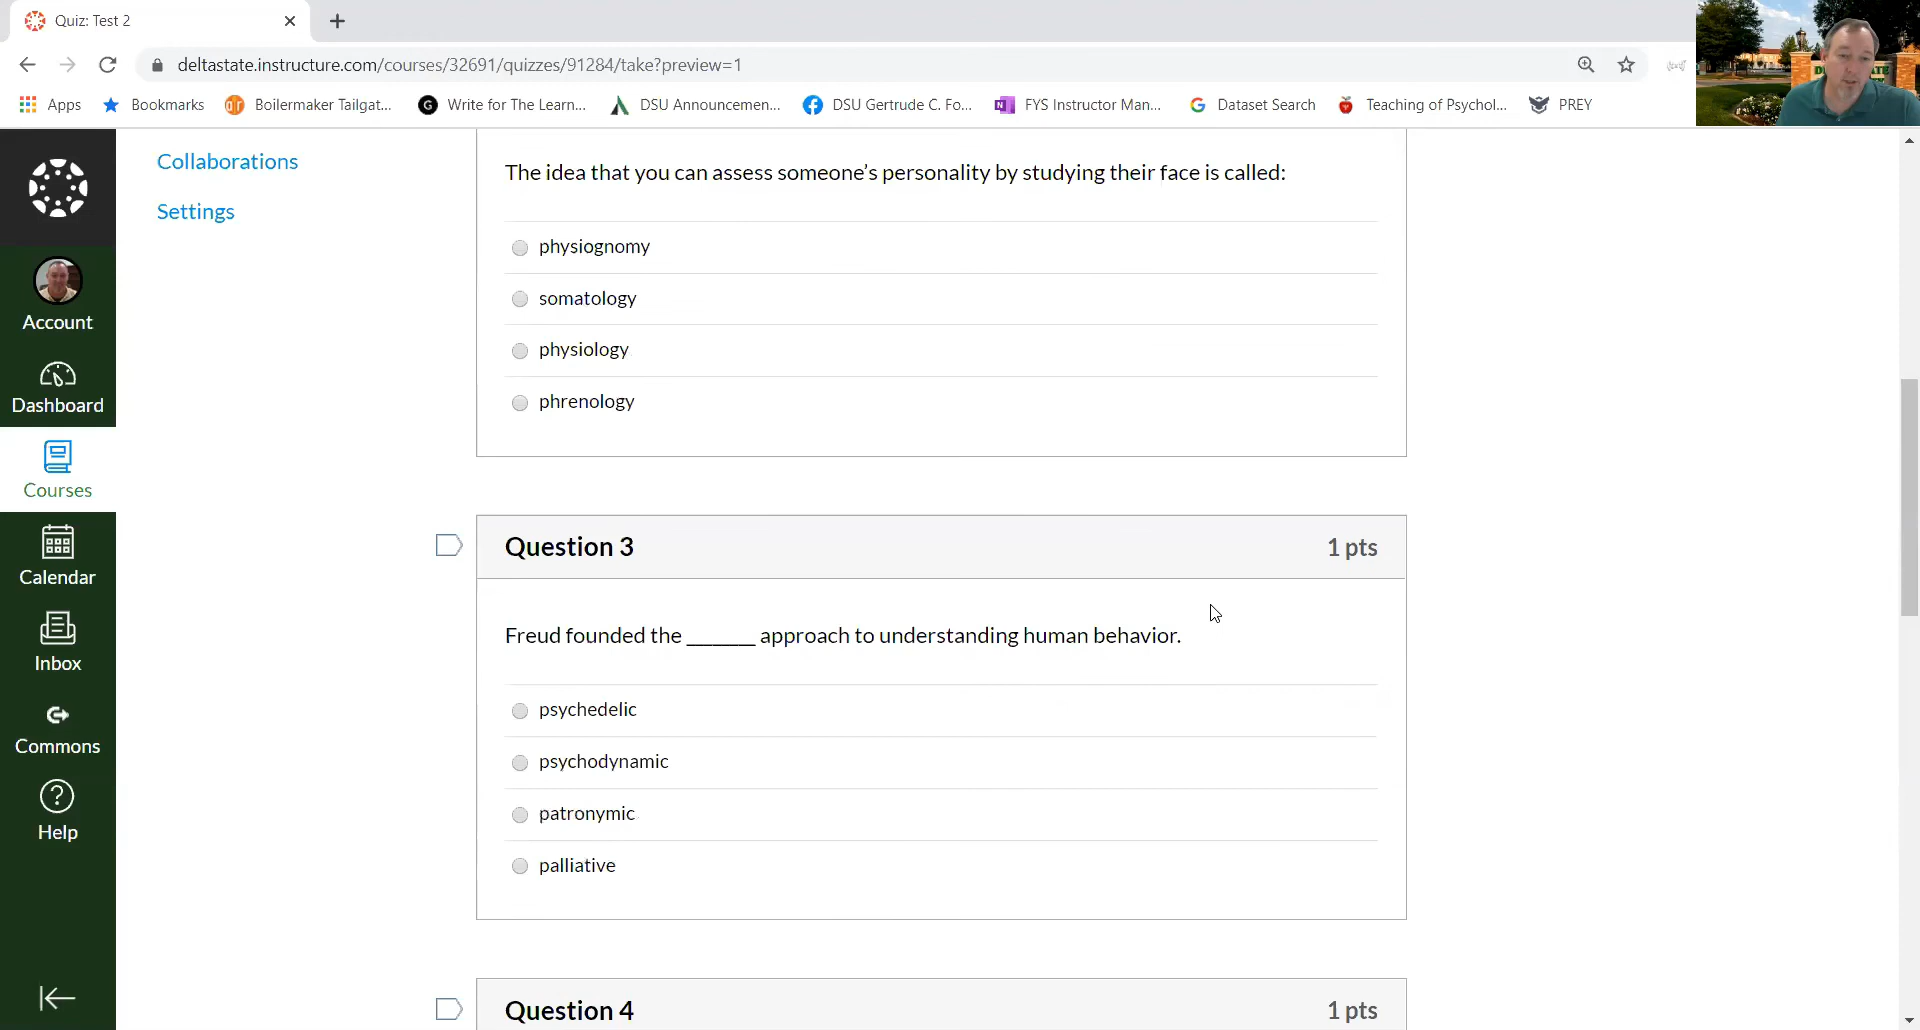 Quiz: Test 2
deltastate.instructure.com/courses/32691/quizzes/91284/take?preview=1
Apps Bookmarks Boilermaker Tailgat... Write for The Learn... DSU Announcemen... DSU Gertrude C. Fo... FYS Instructor Man... Dataset Search Teaching of Psychol... PREY
Collaborations
Settings
Account
Dashboard
Courses
Calendar
Inbox
Commons
Help
The idea that you can assess someone’s personality by studying their face is called:
physiognomy
somatology
physiology
phrenology
Question 3 1 pts
Freud founded the _______ approach to understanding human behavior.
psychedelic
psychodynamic
patronymic
palliative
Question 4 1 pts